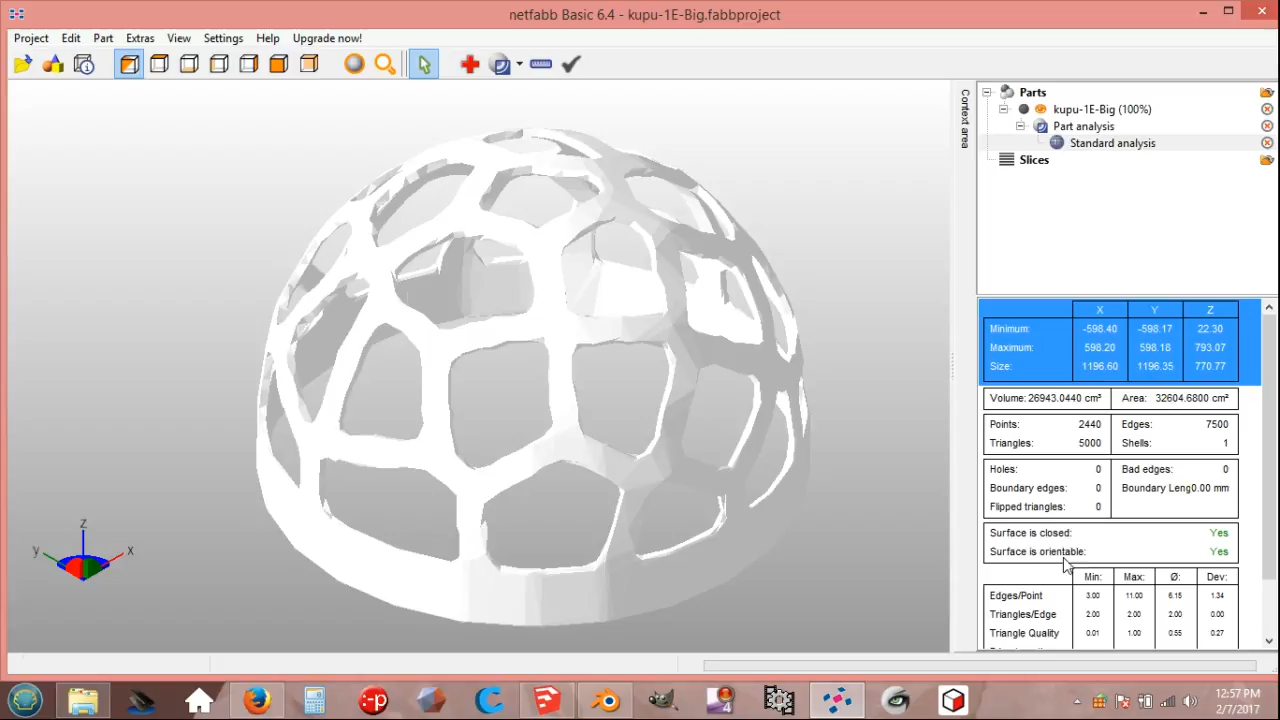 netfabb Basic 6.4 - kupu-1E-Big.fabbproject
Project Edit Part Extras View Settings Help Upgrade now!
Context area
Parts
kupu-1E-Big (100%)
Part analysis
Standard analysis
Slices
X Y Z
Minimum: -598.40 -598.17 22.30
Maximum: 598.20 598.18 793.07
Size: 1196.60 1196.35 770.77
Volume: 26943.0440 cm³ Area: 32604.6800 cm²
Points: 2440 Edges: 7500
Triangles: 5000 Shells: 1
Holes: 0 Bad edges: 0
Boundary edges: 0 Boundary Leng0.00 mm
Flipped triangles: 0
Surface is closed: Yes
Surface is orientable: Yes
Min: Max: Ø: Dev:
Edges/Point 3.00 11.00 6.15 1.34
Triangles/Edge 2.00 2.00 2.00 0.00
Triangle Quality 0.01 1.00 0.55 0.27
z
y
x
:-p
4
12:57 PM
2/7/2017